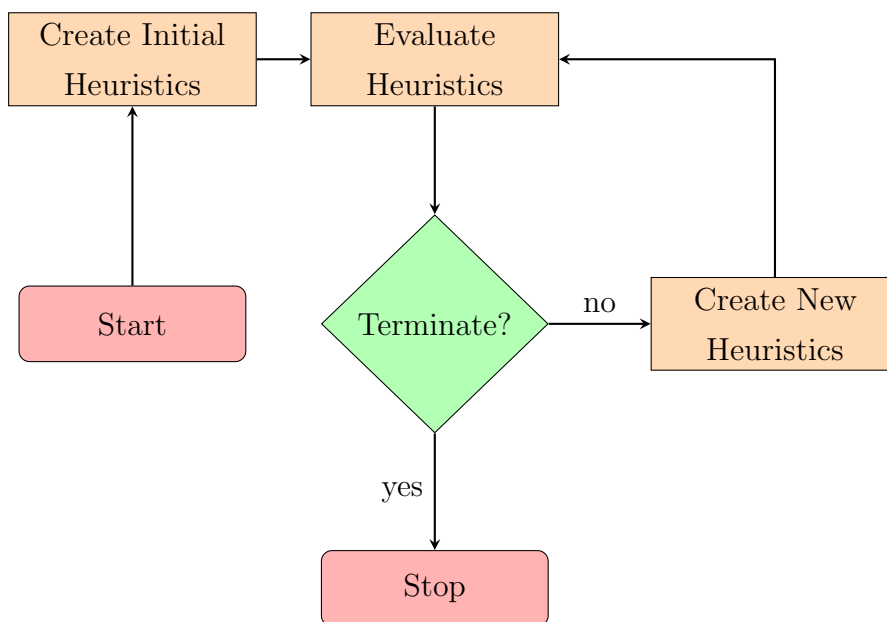 Create Initial
Heuristics
Evaluate
Heuristics
Start
Terminate?
no
Create New
Heuristics
yes
Stop